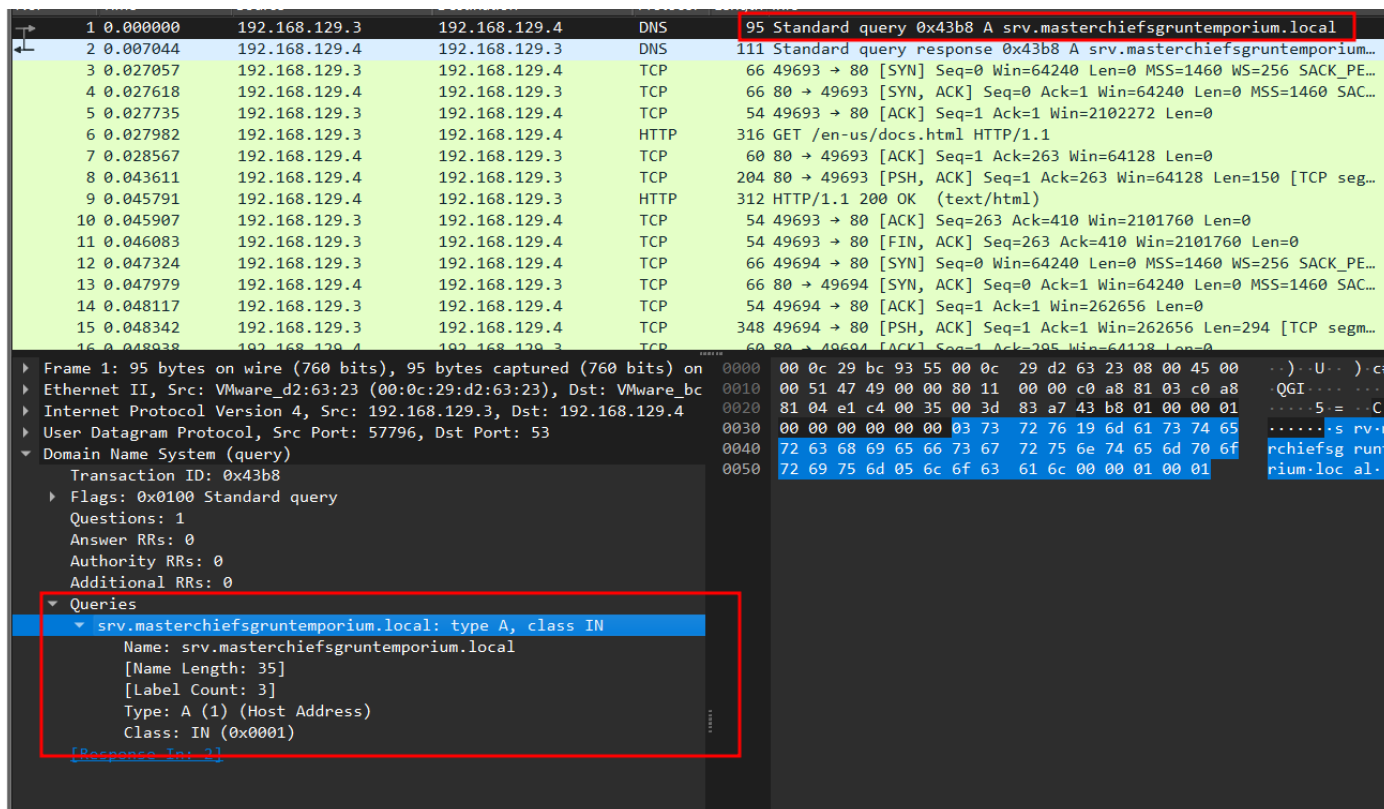 1 0.000000 192.168.129.3 192.168.129.4 DNS 95 Standard query 0x43b8 A srv.masterchiefsgruntemporium.local
2 0.007044 192.168.129.4 192.168.129.3 DNS 111 Standard query response 0x43b8 A srv.masterchiefsgruntemporium…
3 0.027057 192.168.129.3 192.168.129.4 TCP 66 49693 → 80 [SYN] Seq=0 Win=64240 Len=0 MSS=1460 WS=256 SACK_PE…
4 0.027618 192.168.129.4 192.168.129.3 TCP 66 80 → 49693 [SYN, ACK] Seq=0 Ack=1 Win=64240 Len=0 MSS=1460 SAC…
5 0.027735 192.168.129.3 192.168.129.4 TCP 54 49693 → 80 [ACK] Seq=1 Ack=1 Win=2102272 Len=0
6 0.027982 192.168.129.3 192.168.129.4 HTTP 316 GET /en-us/docs.html HTTP/1.1
7 0.028567 192.168.129.4 192.168.129.3 TCP 60 80 → 49693 [ACK] Seq=1 Ack=263 Win=64128 Len=0
8 0.043611 192.168.129.4 192.168.129.3 TCP 204 80 → 49693 [PSH, ACK] Seq=1 Ack=263 Win=64128 Len=150 [TCP seg…
9 0.045791 192.168.129.4 192.168.129.3 HTTP 312 HTTP/1.1 200 OK (text/html)
10 0.045907 192.168.129.3 192.168.129.4 TCP 54 49693 → 80 [ACK] Seq=263 Ack=410 Win=2101760 Len=0
11 0.046083 192.168.129.3 192.168.129.4 TCP 54 49693 → 80 [FIN, ACK] Seq=263 Ack=410 Win=2101760 Len=0
12 0.047324 192.168.129.3 192.168.129.4 TCP 66 49694 → 80 [SYN] Seq=0 Win=64240 Len=0 MSS=1460 WS=256 SACK_PE…
13 0.047979 192.168.129.4 192.168.129.3 TCP 66 80 → 49694 [SYN, ACK] Seq=0 Ack=1 Win=64240 Len=0 MSS=1460 SAC…
14 0.048117 192.168.129.3 192.168.129.4 TCP 54 49694 → 80 [ACK] Seq=1 Ack=1 Win=262656 Len=0
15 0.048342 192.168.129.3 192.168.129.4 TCP 348 49694 → 80 [PSH, ACK] Seq=1 Ack=1 Win=262656 Len=294 [TCP segm…
16 0.048938 192.168.129.4 192.168.129.3 TCP 60 80 → 49694 [ACK] Seq=1 Ack=295 Win=64128 Len=0
Frame 1: 95 bytes on wire (760 bits), 95 bytes captured (760 bits) on
Ethernet II, Src: VMware_d2:63:23 (00:0c:29:d2:63:23), Dst: VMware_bc
Internet Protocol Version 4, Src: 192.168.129.3, Dst: 192.168.129.4
User Datagram Protocol, Src Port: 57796, Dst Port: 53
Domain Name System (query)
Transaction ID: 0x43b8
Flags: 0x0100 Standard query
Questions: 1
Answer RRs: 0
Authority RRs: 0
Additional RRs: 0
Queries
srv.masterchiefsgruntemporium.local: type A, class IN
Name: srv.masterchiefsgruntemporium.local
[Name Length: 35]
[Label Count: 3]
Type: A (1) (Host Address)
Class: IN (0x0001)
[Response In: 2]
0000 00 0c 29 bc 93 55 00 0c 29 d2 63 23 08 00 45 00 ··)··U·· )·c#
0010 00 51 47 49 00 00 80 11 00 00 c0 a8 81 03 c0 a8 ·QGI···· ····
0020 81 04 e1 c4 00 35 00 3d 83 a7 43 b8 01 00 00 01 ·····5·= ··C
0030 00 00 00 00 00 00 03 73 72 76 19 6d 61 73 74 65 ·······s rv·m
0040 72 63 68 69 65 66 73 67 72 75 6e 74 65 6d 70 6f rchiefsg runt
0050 72 69 75 6d 05 6c 6f 63 61 6c 00 00 01 00 01 rium·loc al··